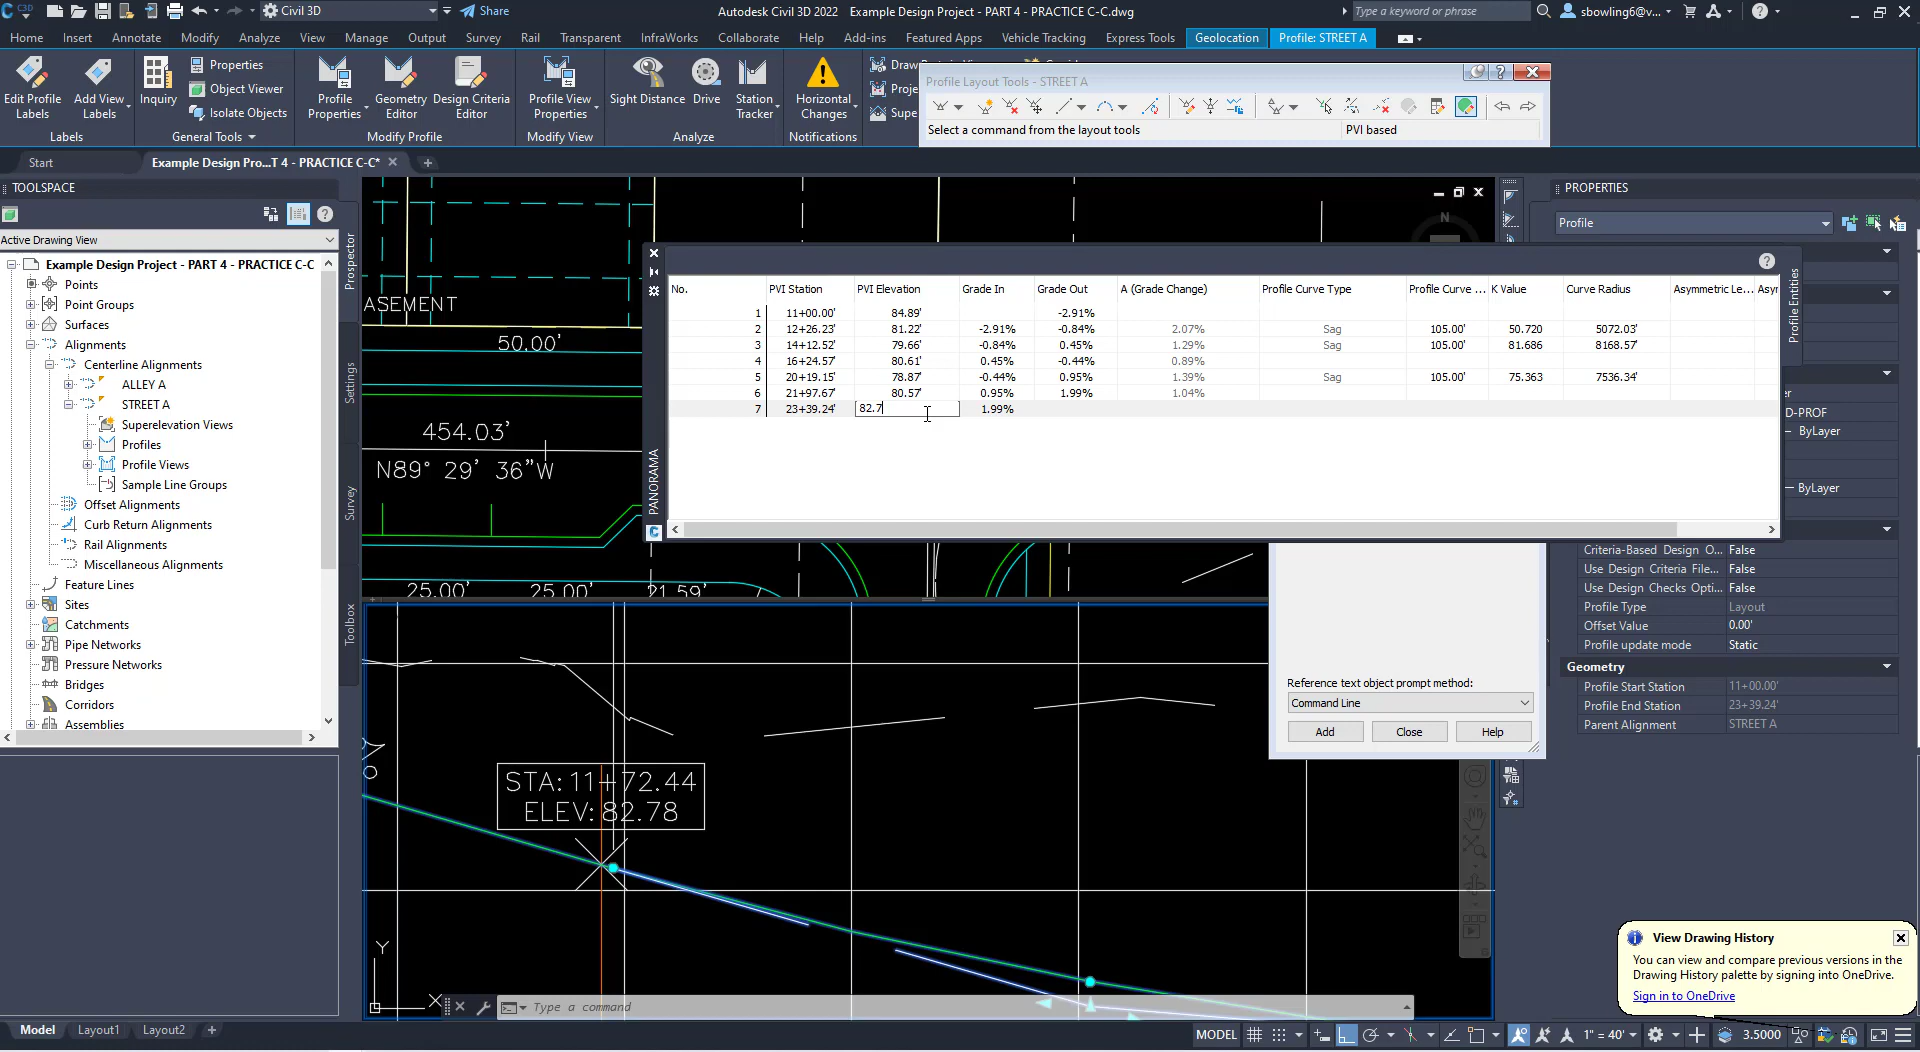 C3D Civil 3D Share Autodesk Civil 3D 2022 Example Design Project - PART 4 - PRACTICE C-C.dwg Type a keyword or phrase sbowling6@v...
Home Insert Annotate Modify Analyze View Manage Output Survey Rail Transparent InfraWorks Collaborate Help Add-ins Featured Apps Vehicle Tracking Express Tools Geolocation Profile: STREET A
Edit Profile Labels
Add View Labels
Labels
Inquiry
Properties
Object Viewer
Isolate Objects
General Tools
Profile Properties
Geometry Editor
Design Criteria Editor
Modify Profile
Profile View Properties
Modify View
Sight Distance
Drive
Station Tracker
Analyze
Horizontal Changes
Notifications
Profile Layout Tools - STREET A
Select a command from the layout tools PVI based
Start Example Design Pro...T 4 - PRACTICE C-C*
TOOLSPACE
Active Drawing View
Example Design Project - PART 4 - PRACTICE C-C
Points
Point Groups
Surfaces
Alignments
Centerline Alignments
ALLEY A
STREET A
Superelevation Views
Profiles
Profile Views
Sample Line Groups
Offset Alignments
Curb Return Alignments
Rail Alignments
Miscellaneous Alignments
Feature Lines
Sites
Catchments
Pipe Networks
Pressure Networks
Bridges
Corridors
Assemblies
Prospector
Settings
Survey
Toolbox
ASEMENT
50.00'
454.03'
N89° 29' 36"W
25.00' 25.00' 21.59'
N
PANORAMA
Profile Entities
No. PVI Station PVI Elevation Grade In Grade Out A (Grade Change) Profile Curve Type Profile Curve ... K Value Curve Radius Asymmetric Le... Asyr
1 11+00.00' 84.89' -2.91%
2 12+26.23' 81.22' -2.91% -0.84% 2.07% Sag 105.00' 50.720 5072.03'
3 14+12.52' 79.66' -0.84% 0.45% 1.29% Sag 105.00' 81.686 8168.57'
4 16+24.57' 80.61' 0.45% -0.44% 0.89%
5 20+19.15' 78.87' -0.44% 0.95% 1.39% Sag 105.00' 75.363 7536.34'
6 21+97.67' 80.57' 0.95% 1.99% 1.04%
7 23+39.24' 82.7 1.99%
PROPERTIES
Profile
D-PROF
ByLayer
ByLayer
Criteria-Based Design O... False
Use Design Criteria File... False
Use Design Checks Opti... False
Profile Type Layout
Offset Value 0.00'
Profile update mode Static
Geometry
Profile Start Station 11+00.00'
Profile End Station 23+39.24'
Parent Alignment STREET A
Reference text object prompt method:
Command Line
Add Close Help
STA: 11+72.44
ELEV: 82.78
Y
X
Type a command
View Drawing History
You can view and compare previous versions in the
Drawing History palette by signing into OneDrive.
Sign in to OneDrive
Model Layout1 Layout2 MODEL 1" = 40' 3.5000